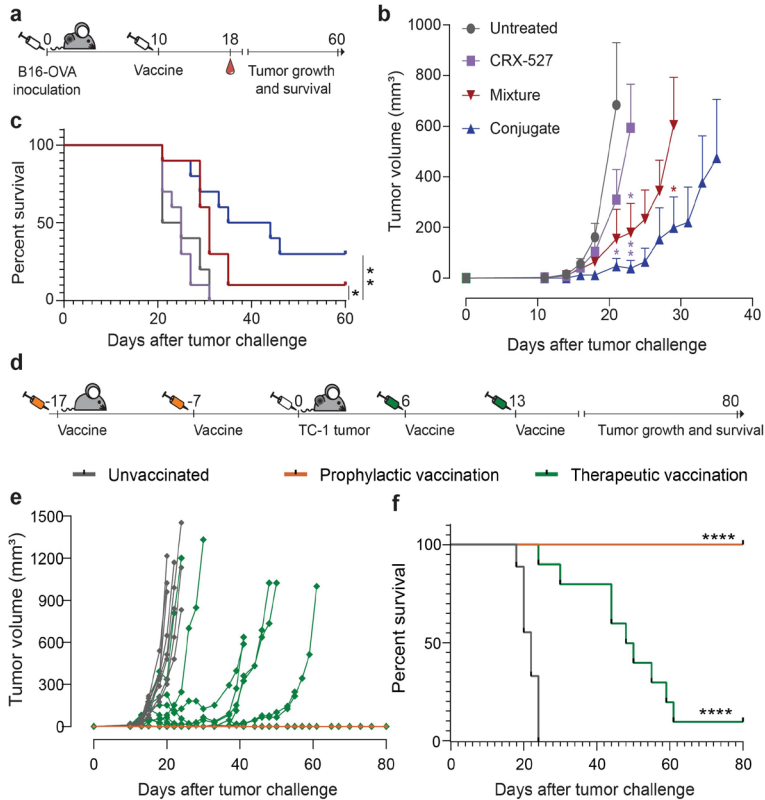 a
0
10
18
60
B16-OVA
inoculation
Vaccine
Tumor growth
and survival
b
Tumor volume (mm³)
1000
800
600
400
200
0
0
10
20
30
40
Days after tumor challenge
Untreated
CRX-527
Mixture
Conjugate
*
*
*
*
*
*
c
Percent survival
100
50
0
0
20
40
60
Days after tumor challenge
*
**
d
-17
-7
0
6
13
80
Vaccine
Vaccine
TC-1 tumor
Vaccine
Vaccine
Tumor growth and survival
Unvaccinated
Prophylactic vaccination
Therapeutic vaccination
e
Tumor volume (mm³)
1500
1200
900
600
300
0
0
20
40
60
80
Days after tumor challenge
f
Percent survival
100
50
0
0
20
40
60
80
Days after tumor challenge
****
****